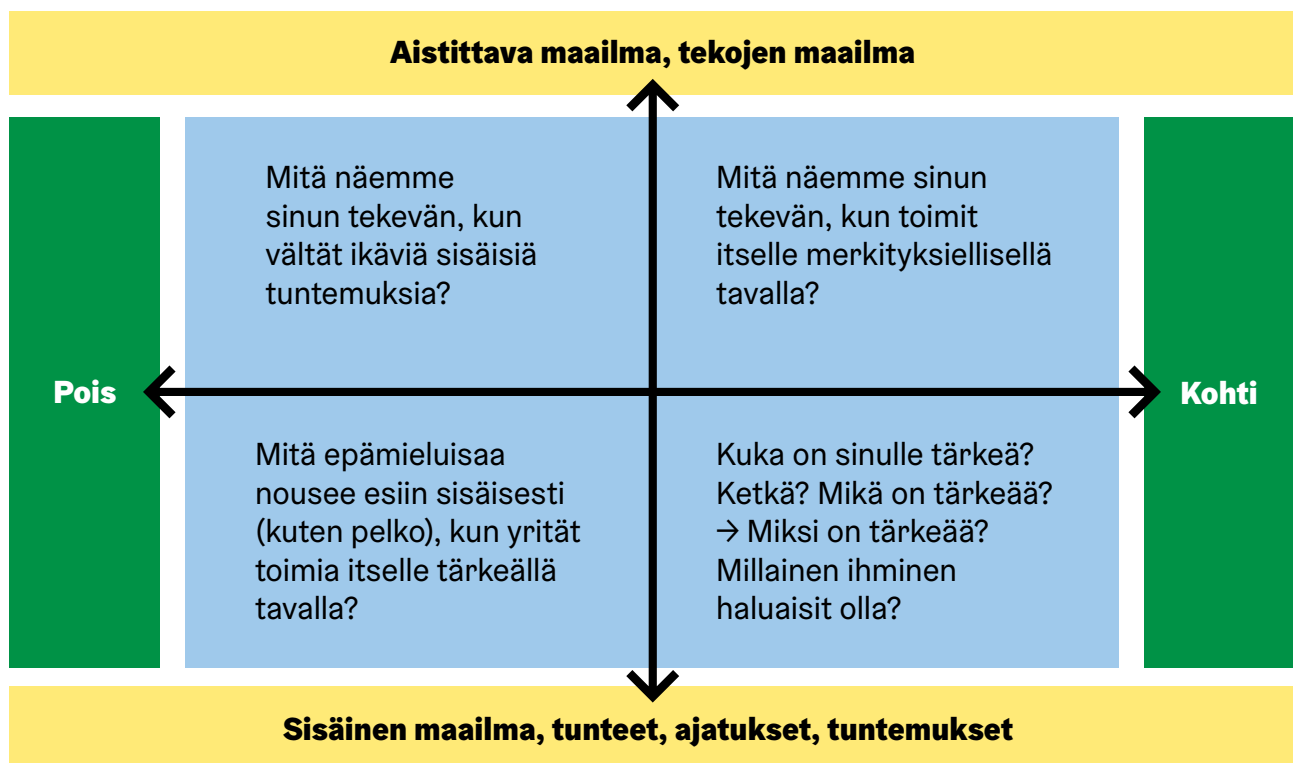 Aistittava maailma, tekojen maailma
Mitä näemme
sinun tekevän, kun
vältät ikäviä sisäisiä
tuntemuksia?
Mitä näemme sinun
tekevän, kun toimit
itselle merkityksiellisellä
tavalla?
Pois
Kohti
Mitä epämieluisaa
nousee esiin sisäisesti
(kuten pelko), kun yrität
toimia itselle tärkeällä
tavalla?
Kuka on sinulle tärkeä?
Ketkä? Mikä on tärkeää?
→ Miksi on tärkeää?
Millainen ihminen
haluaisit olla?
Sisäinen maailma, tunteet, ajatukset, tuntemukset